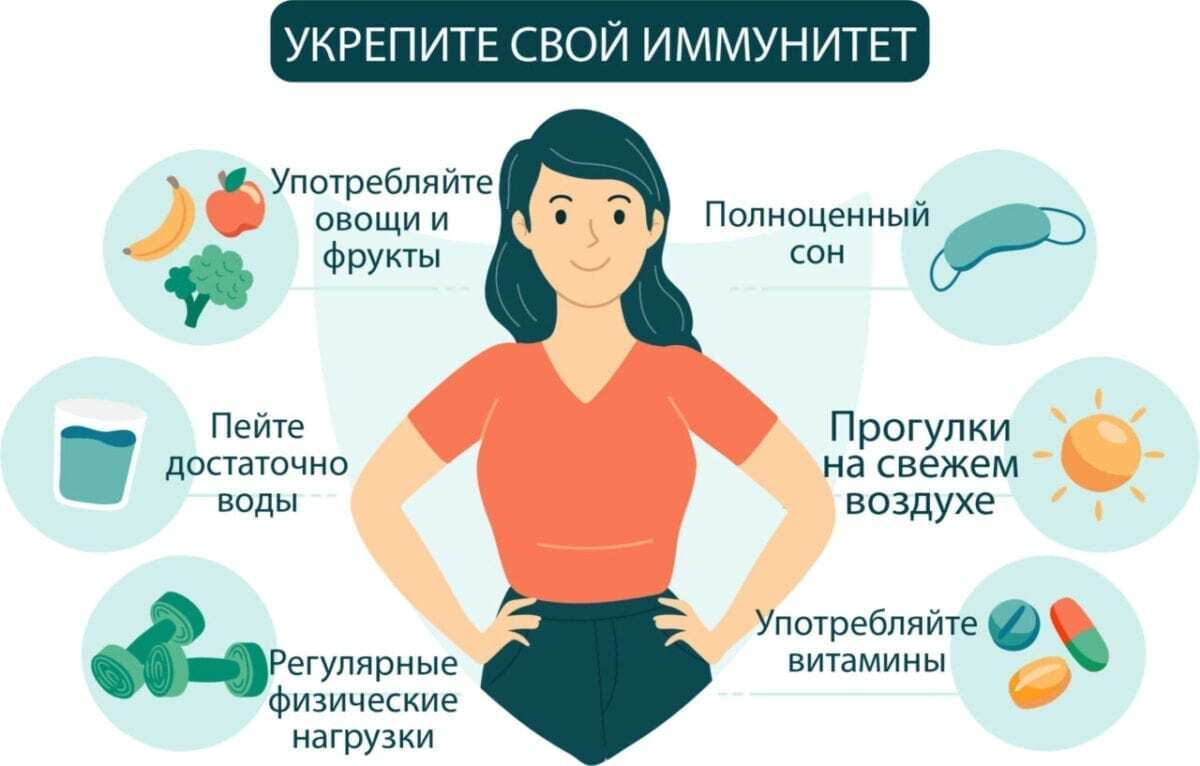 УКРЕПИТЕ СВОЙ ИММУНИТЕТ
Употребляйте
овощи и
фрукты
Полноценный
сон
Пейте
достаточно
воды
Прогулки
на свежем
воздухе
Регулярные
физические
нагрузки
Употребляйте
витамины